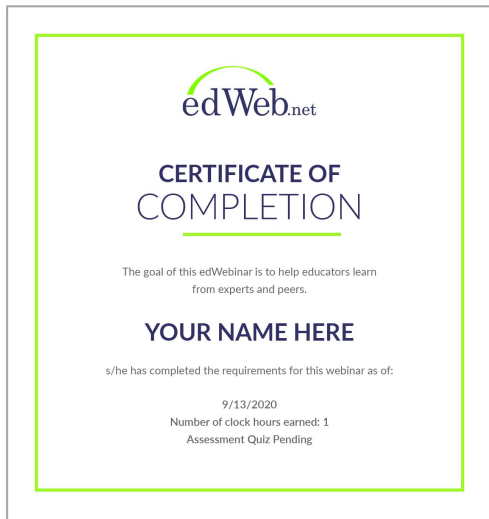 edWeb.net
CERTIFICATE OF
COMPLETION
The goal of this edWebinar is to help educators learn
from experts and peers.
YOUR NAME HERE
s/he has completed the requirements for this webinar as of:
9/13/2020
Number of clock hours earned: 1
Assessment Quiz Pending